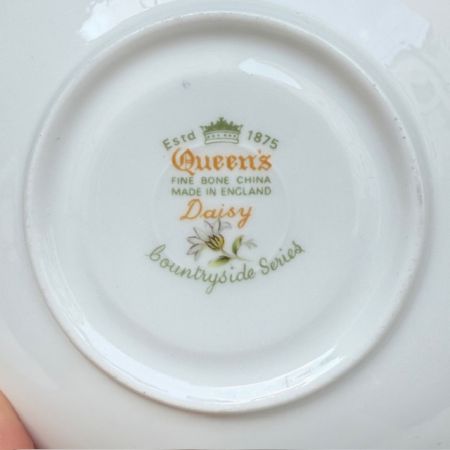 Estd 1875
Queen's
FINE BONE CHINA
MADE IN ENGLAND
Daisy
Countryside Series